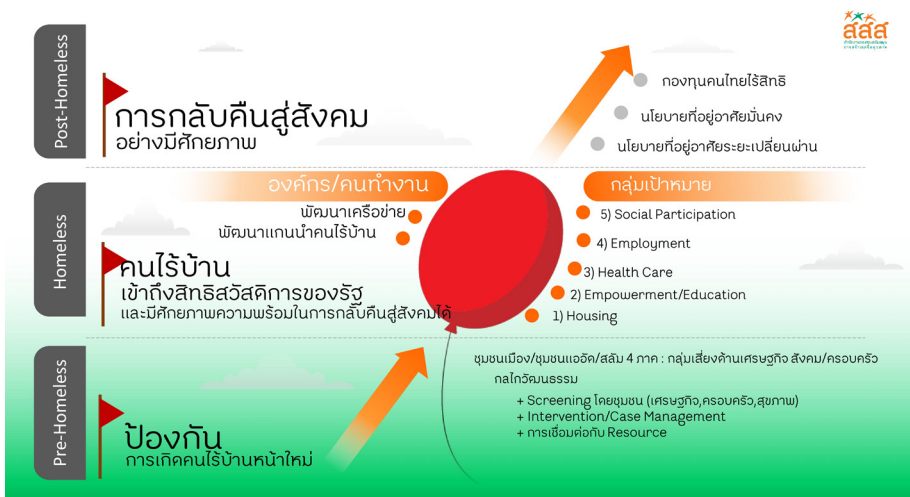 สสส
Post-Homeless
การกลับคืนสู่สังคม
อย่างมีศักยภาพ
กองทุนคนไทยไร้สิทธิ
นโยบายที่อยู่อาศัยมั่นคง
นโยบายที่อยู่อาศัยระยะเปลี่ยนผ่าน
Homeless
องค์กร/คนทำงาน
พัฒนาเครือข่าย
พัฒนาแกนนำคนไร้บ้าน
คนไร้บ้าน
เข้าถึงสิทธิสวัสดิการของรัฐ
และมีศักยภาพความพร้อมในการกลับคืนสู่สังคมได้
กลุ่มเป้าหมาย
5) Social Participation
4) Employment
3) Health Care
2) Empowerment/Education
1) Housing
Pre-Homeless
ป้องกัน
การเกิดคนไร้บ้านหน้าใหม่
ชุมชนเมือง/ชุมชนแออัด/สลัม 4 ภาค : กลุ่มเสี่ยงด้านเศรษฐกิจ สังคม/ครอบครัว
กลไกวัฒนธรรม
+ Screening โดยชุมชน (เศรษฐกิจ,ครอบครัว,สุขภาพ)
+ Intervention/Case Management
+ การเชื่อมต่อกับ Resource